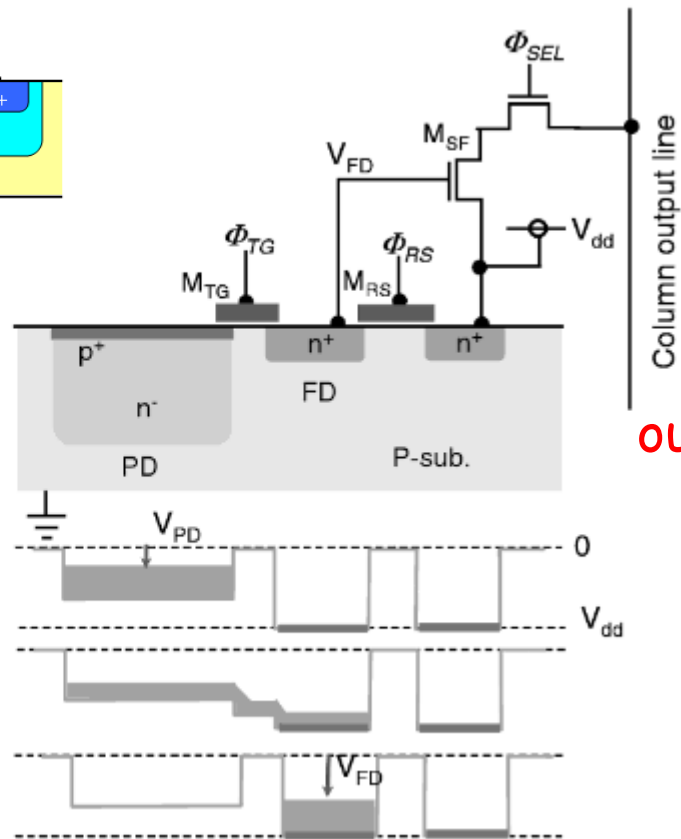 +
Φ_SEL
M_SF
V_FD
Φ_TG
Φ_RS
V_dd
M_TG
M_RS
Column output line
p⁺
n⁺
n⁺
FD
n⁻
PD
P-sub.
V_PD
0
V_dd
V_FD